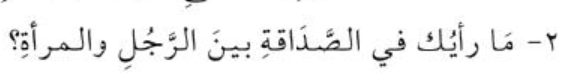 ٢- مَا رأيُك في الصَّدَاقةِ بينَ الرَّجُلِ والمرأةِ؟